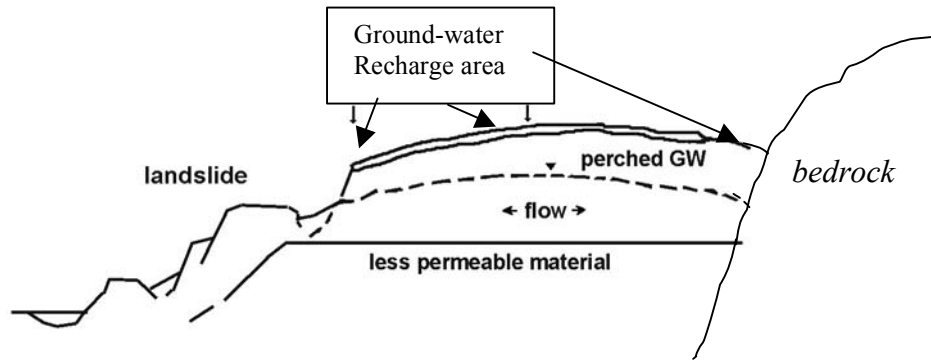 Ground-water
Recharge area
landslide
perched GW
bedrock
flow
less permeable material